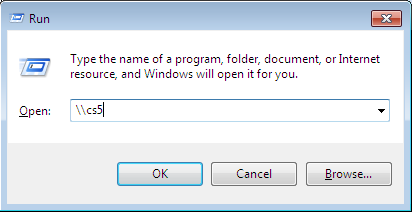 Run
Type the name of a program, folder, document, or Internet
resource, and Windows will open it for you.
Open: \\cs5
OK Cancel Browse...